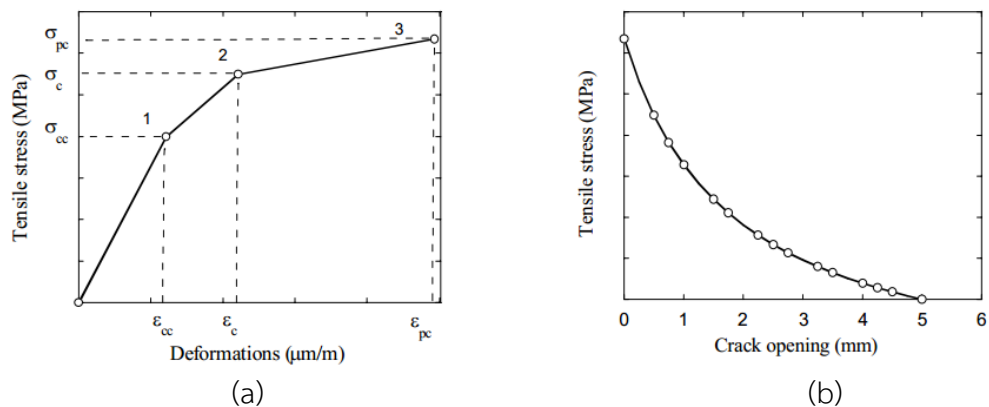 Tensile stress (MPa)
σpc
σc
σcc
1
2
3
εcc
εc
εpc
Deformations (μm/m)
(a)
Tensile stress (MPa)
0
1
2
3
4
5
6
Crack opening (mm)
(b)